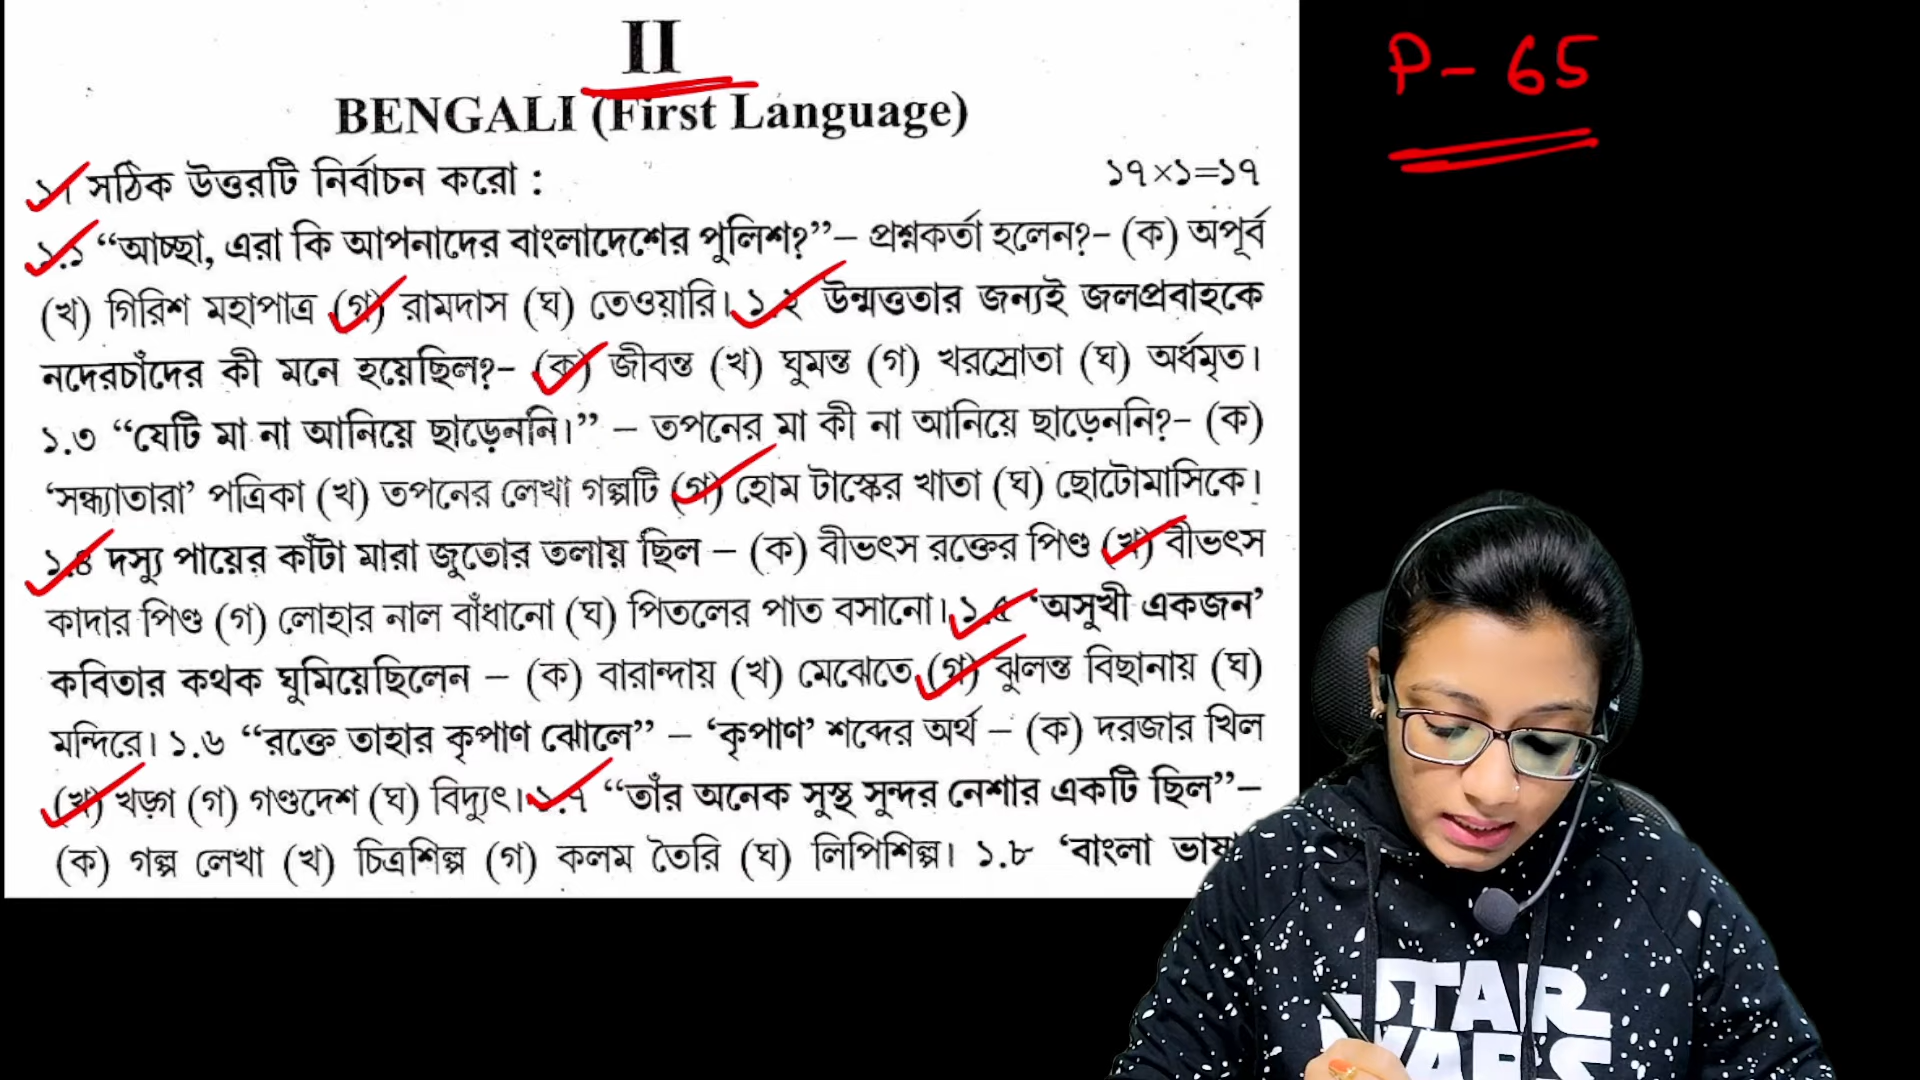 II
P - 65
BENGALI (First Language)
১। সঠিক উত্তরটি নির্বাচন করো : ১৭×১=১৭
১.১ “আচ্ছা, এরা কি আপনাদের বাংলাদেশের পুলিশ?”– প্রশ্নকর্তা হলেন?- (ক) অপূর্ব
(খ) গিরিশ মহাপাত্র (গ) রামদাস (ঘ) তেওয়ারি। ১.২ উন্মত্ততার জন্যই জলপ্রবাহকে
নদেরচাঁদের কী মনে হয়েছিল?- (ক) জীবন্ত (খ) ঘুমন্ত (গ) খরস্রোতা (ঘ) অর্ধমৃত।
১.৩ “যেটি মা না আনিয়ে ছাড়েননি।” – তপনের মা কী না আনিয়ে ছাড়েননি?- (ক)
‘সন্ধ্যাতারা’ পত্রিকা (খ) তপনের লেখা গল্পটি (গ) হোম টাস্কের খাতা (ঘ) ছোটোমাসিকে।
১.৪ দস্যু পায়ের কাঁটা মারা জুতোর তলায় ছিল – (ক) বীভৎস রক্তের পিণ্ড (খ) বীভৎস
কাদার পিণ্ড (গ) লোহার নাল বাঁধানো (ঘ) পিতলের পাত বসানো। ১.৫ ‘অসুখী একজন’
কবিতার কথক ঘুমিয়েছিলেন – (ক) বারান্দায় (খ) মেঝেতে (গ) ঝুলন্ত বিছানায় (ঘ)
মন্দিরে। ১.৬ “রক্তে তাহার কৃপাণ ঝোলে” – ‘কৃপাণ’ শব্দের অর্থ – (ক) দরজার খিল
(খ) খড়্গ (গ) গণ্ডদেশ (ঘ) বিদ্যুৎ। ১.৭ “তাঁর অনেক সুস্থ সুন্দর নেশার একটি ছিল”–
(ক) গল্প লেখা (খ) চিত্রশিল্প (গ) কলম তৈরি (ঘ) লিপিশিল্প। ১.৮ ‘বাংলা
STAR
WARS